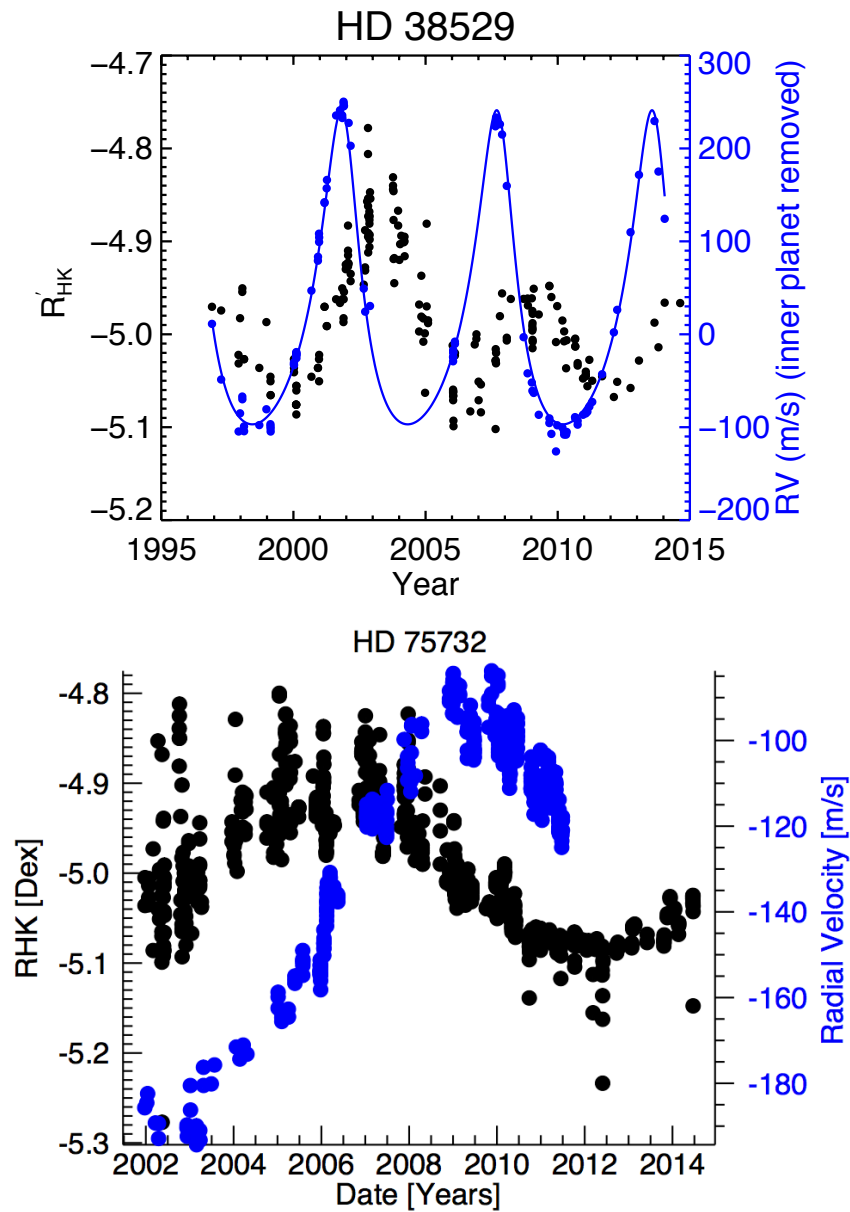 HD 38529
−4.7
−4.8
−4.9
−5.0
−5.1
−5.2
R′HK
300
200
100
0
−100
−200
RV (m/s) (inner planet removed)
1995 2000 2005 2010 2015
Year
HD 75732
-4.8
-4.9
-5.0
-5.1
-5.2
-5.3
RHK [Dex]
-100
-120
-140
-160
-180
Radial Velocity [m/s]
2002 2004 2006 2008 2010 2012 2014
Date [Years]